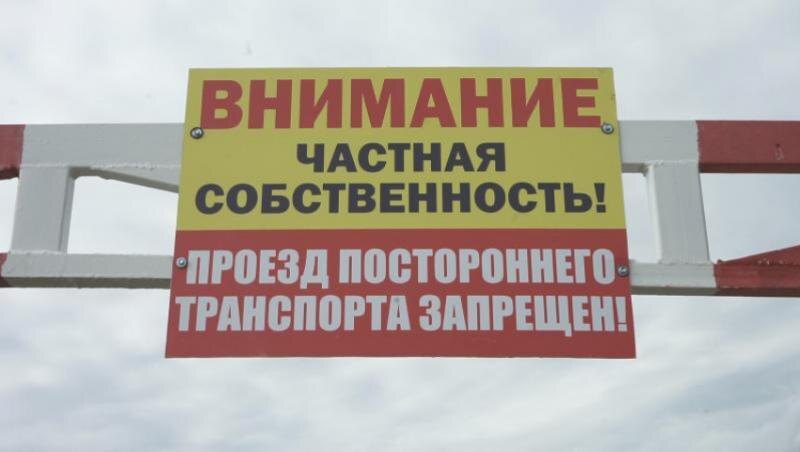 ВНИМАНИЕ
ЧАСТНАЯ
СОБСТВЕННОСТЬ!
ПРОЕЗД ПОСТОРОННЕГО
ТРАНСПОРТА ЗАПРЕЩЕН!